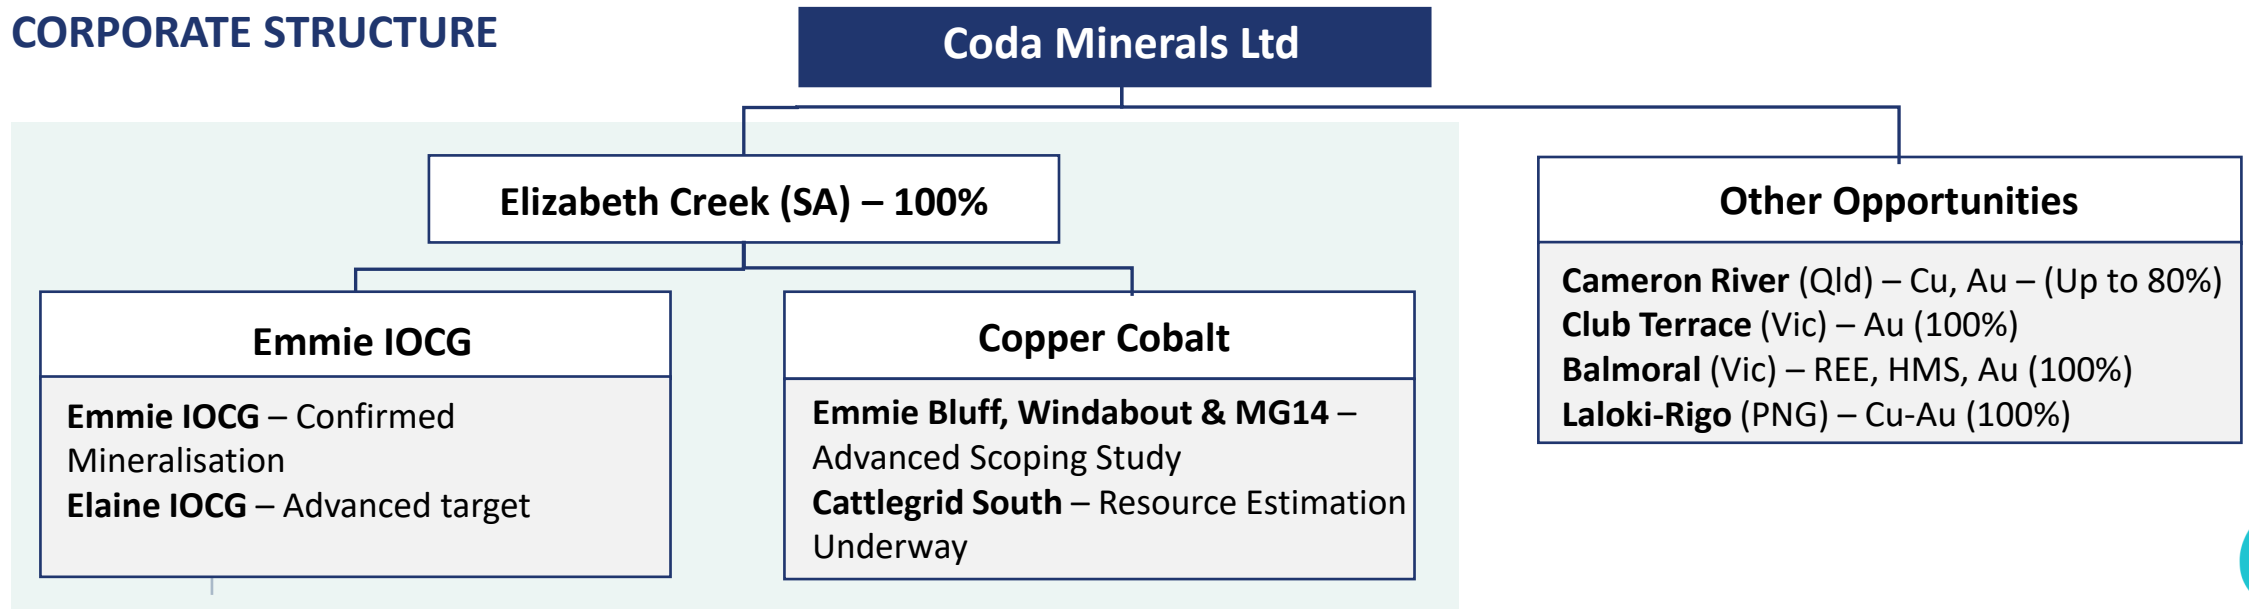 CORPORATE STRUCTURE
Coda Minerals Ltd
Elizabeth Creek (SA) – 100%
Emmie IOCG
Emmie IOCG – Confirmed
Mineralisation
Elaine IOCG – Advanced target
Copper Cobalt
Emmie Bluff, Windabout & MG14 –
Advanced Scoping Study
Cattlegrid South – Resource Estimation
Underway
Other Opportunities
Cameron River (Qld) – Cu, Au – (Up to 80%)
Club Terrace (Vic) – Au (100%)
Balmoral (Vic) – REE, HMS, Au (100%)
Laloki-Rigo (PNG) – Cu-Au (100%)